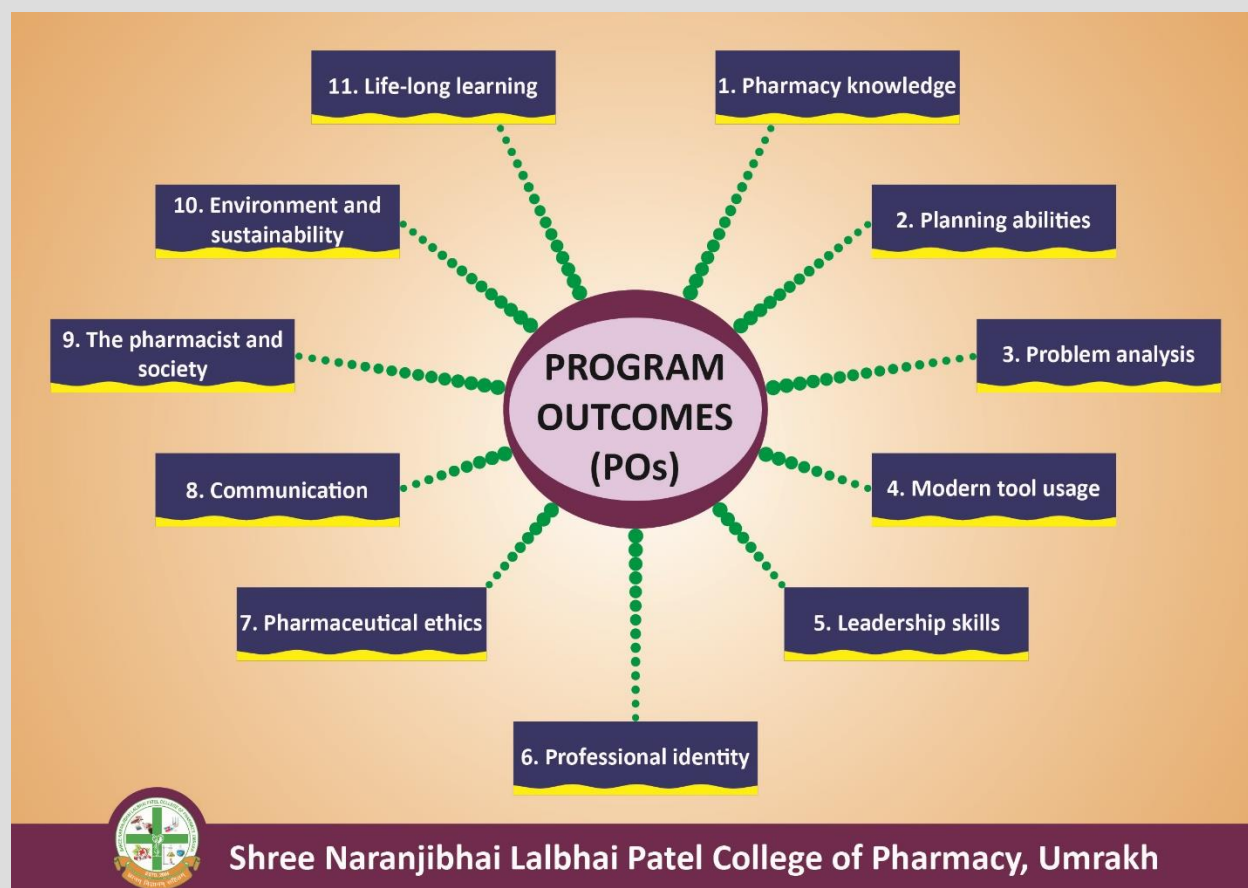 11. Life-long learning
1. Pharmacy knowledge
10. Environment and
sustainability
2. Planning abilities
9. The pharmacist and
society
3. Problem analysis
PROGRAM
OUTCOMES
(POs)
8. Communication
4. Modern tool usage
7. Pharmaceutical ethics
5. Leadership skills
6. Professional identity
Shree Naranjibhai Lalbhai Patel College of Pharmacy, Umrakh